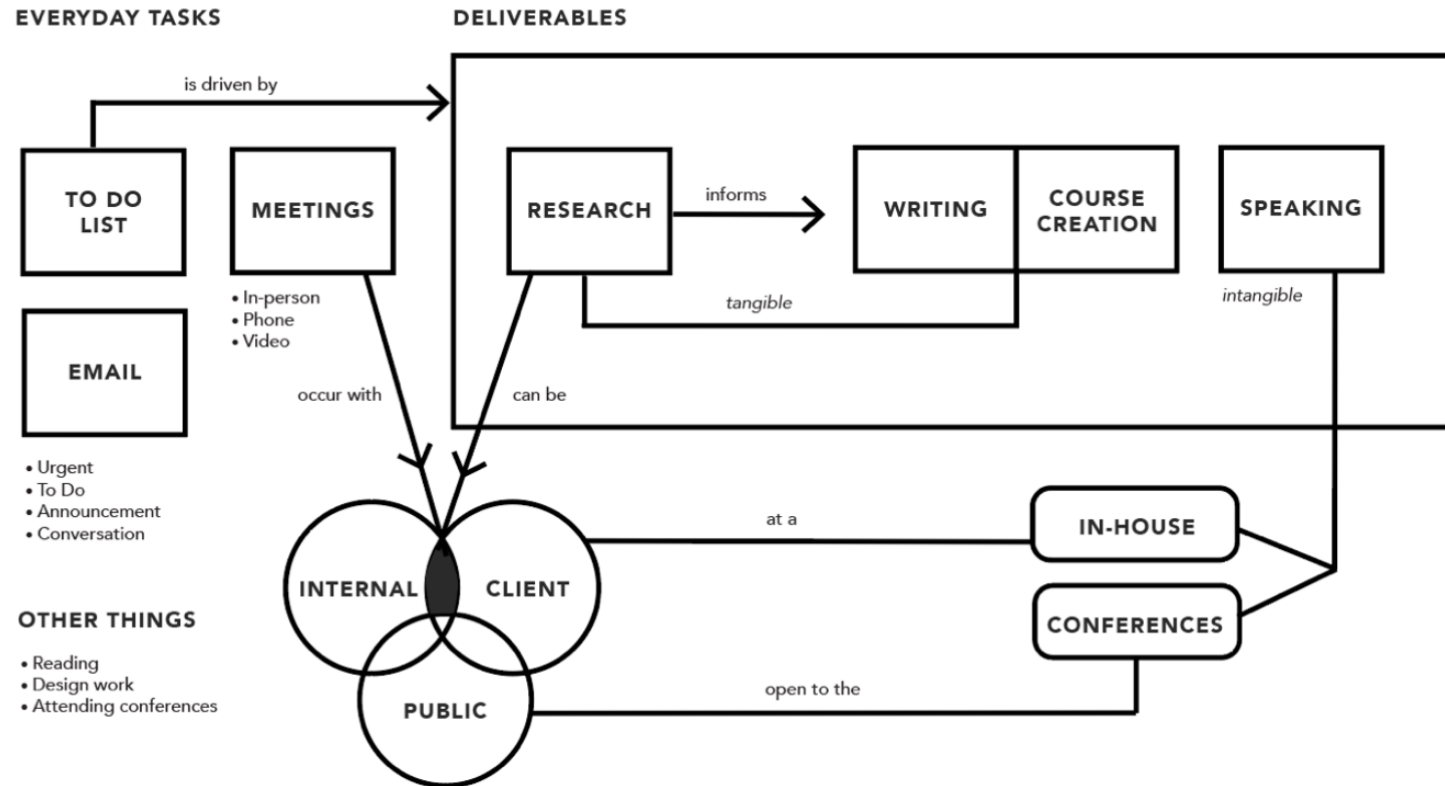 EVERYDAY TASKS
DELIVERABLES
is driven by
TO DO
LIST
MEETINGS
• In-person
• Phone
• Video
EMAIL
• Urgent
• To Do
• Announcement
• Conversation
RESEARCH
informs
WRITING
COURSE
CREATION
SPEAKING
tangible
intangible
occur with
can be
INTERNAL
CLIENT
PUBLIC
at a
IN-HOUSE
CONFERENCES
open to the
OTHER THINGS
• Reading
• Design work
• Attending conferences